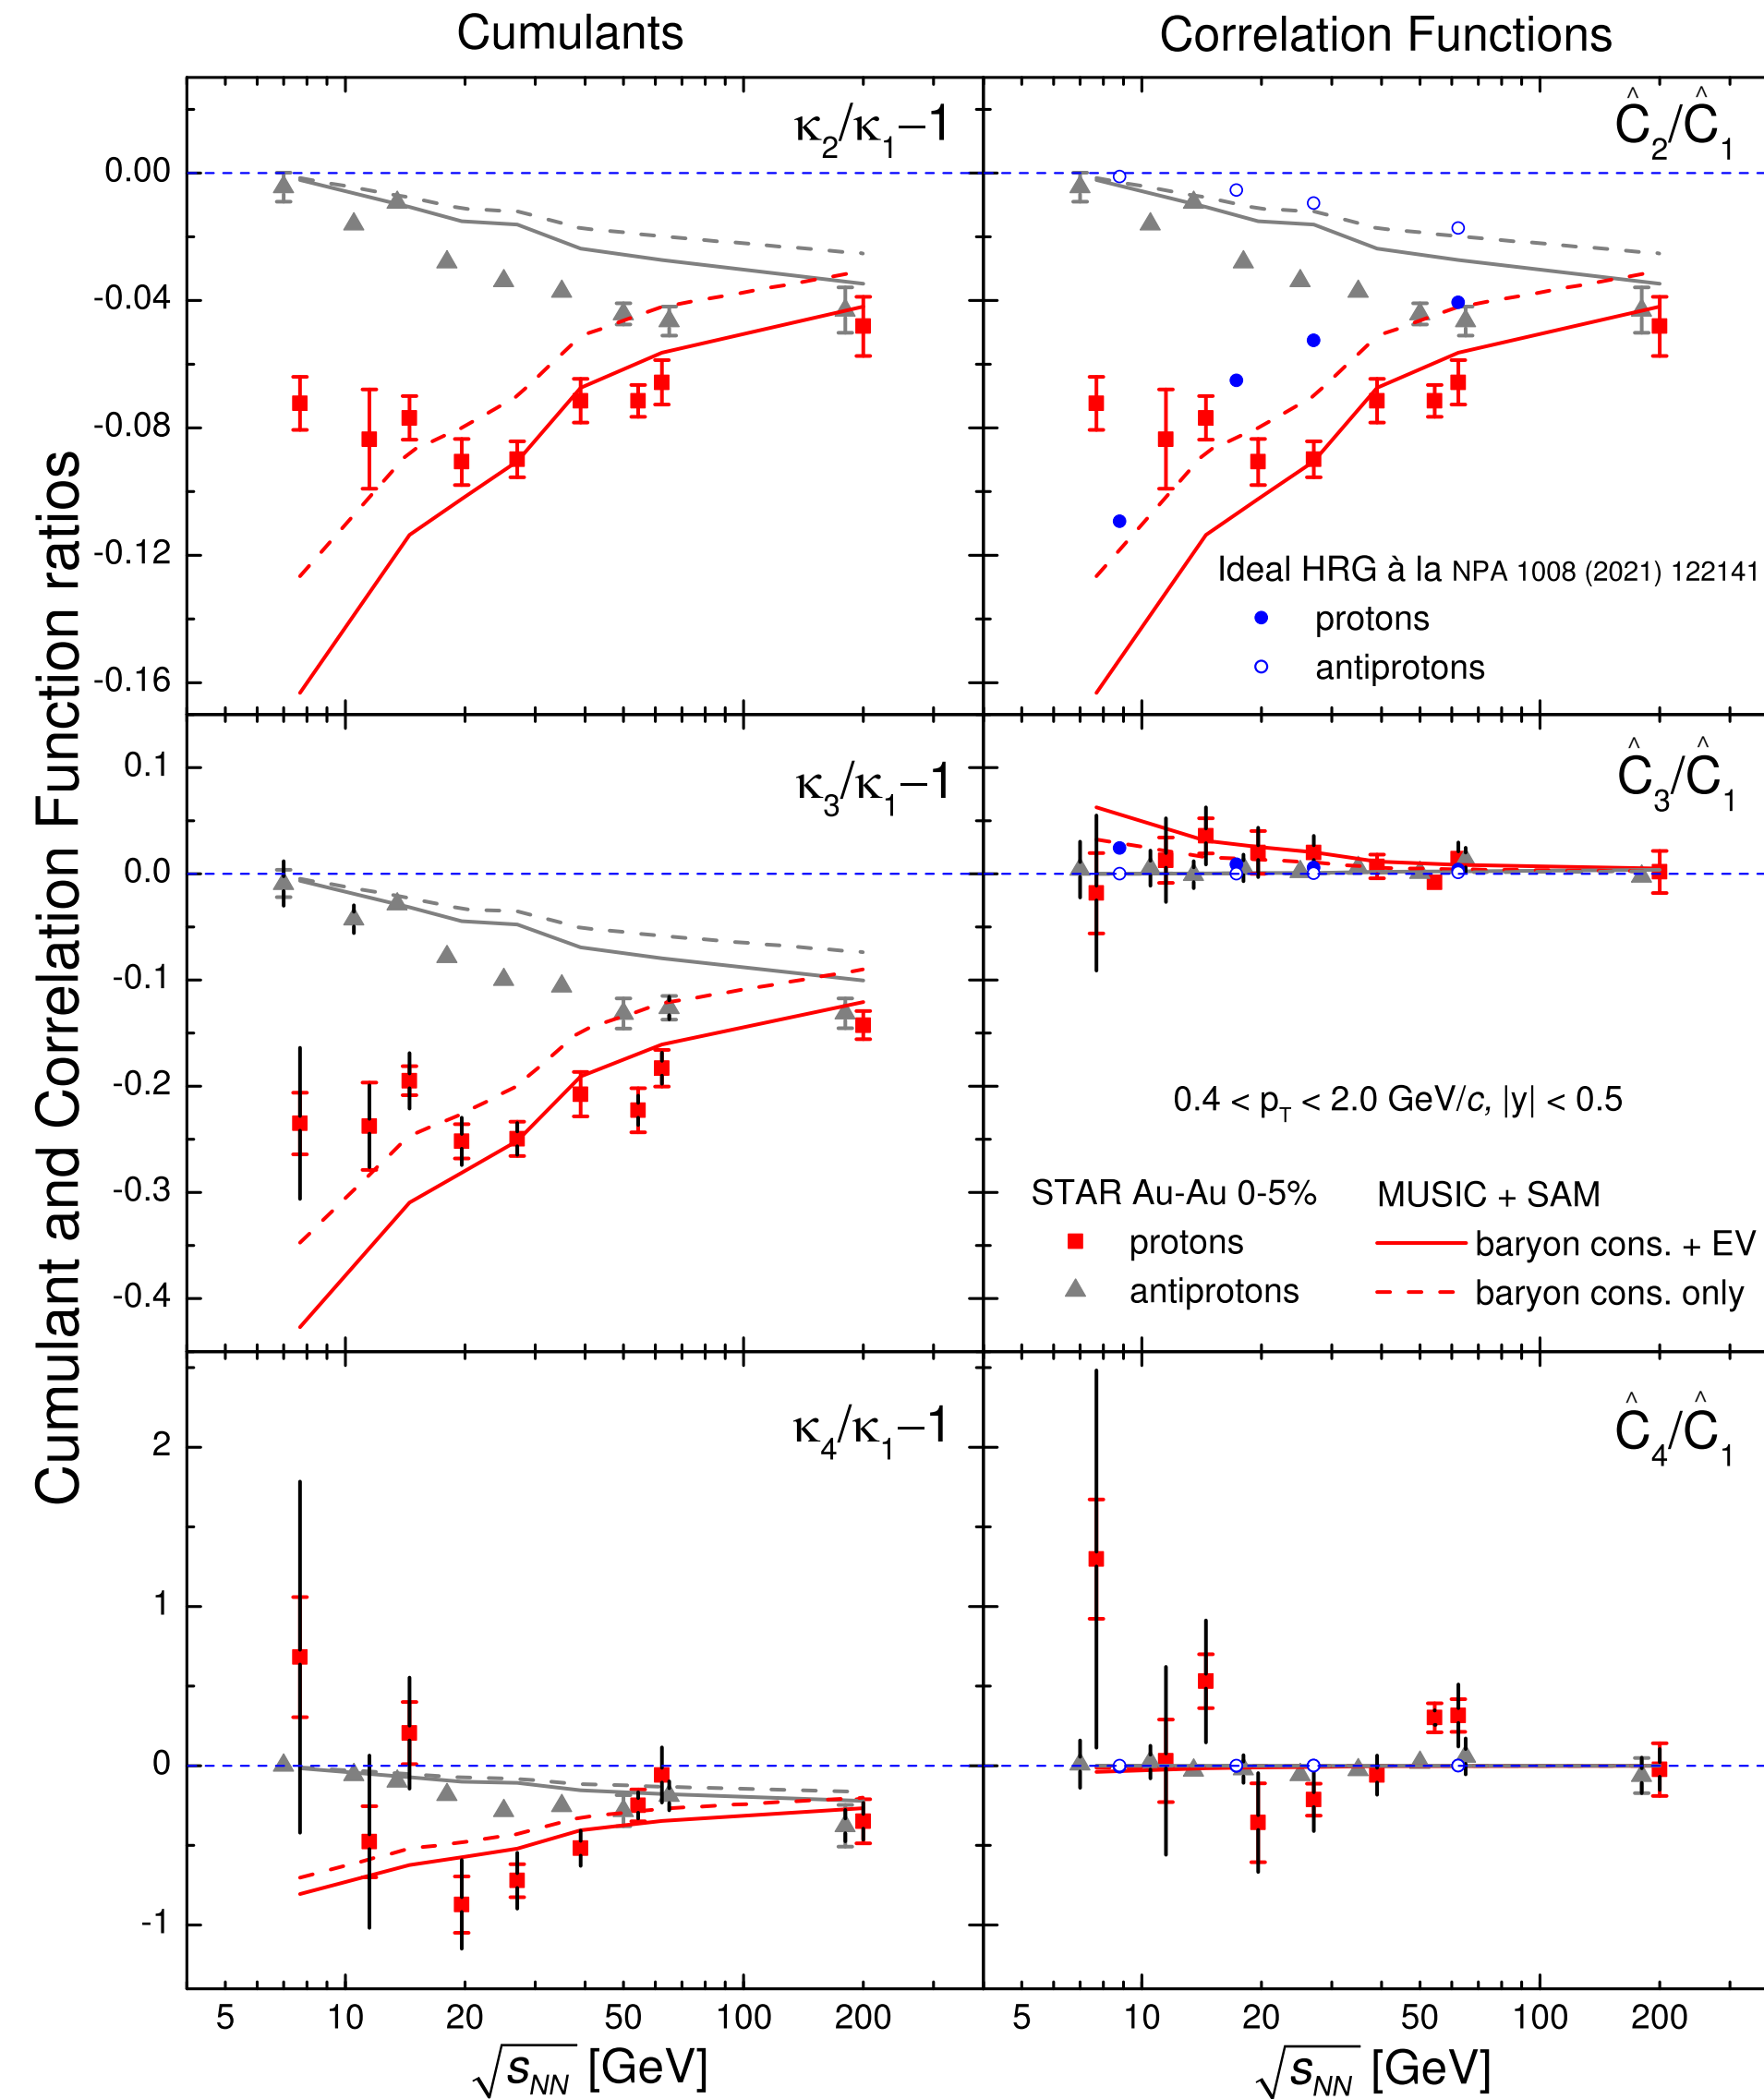 Cumulants
Correlation Functions
Cumulant and Correlation Function ratios
κ₂/κ₁−1
Ĉ₂/Ĉ₁
0.00
-0.04
-0.08
-0.12
-0.16
Ideal HRG à la NPA 1008 (2021) 122141
protons
antiprotons
κ₃/κ₁−1
Ĉ₃/Ĉ₁
0.1
0.0
-0.1
-0.2
-0.3
-0.4
0.4 < p_T < 2.0 GeV/c, |y| < 0.5
STAR Au-Au 0-5%
protons
antiprotons
MUSIC + SAM
baryon cons. + EV
baryon cons. only
κ₄/κ₁−1
Ĉ₄/Ĉ₁
2
1
0
-1
5 10 20 50 100 200
5 10 20 50 100 200
√s_NN [GeV]
√s_NN [GeV]